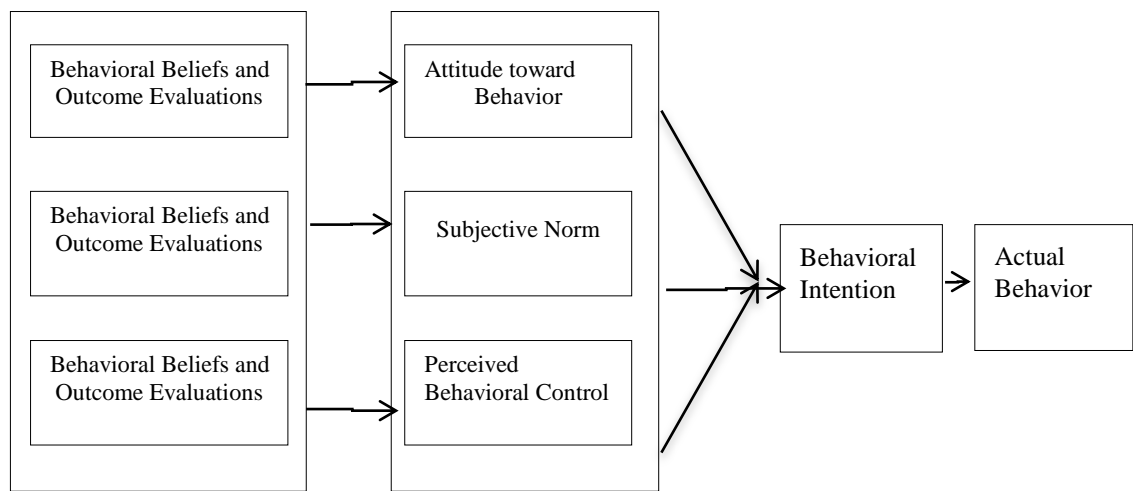 Behavioral Beliefs and
Outcome Evaluations
Attitude toward
Behavior
Behavioral Beliefs and
Outcome Evaluations
Subjective Norm
Behavioral
Intention
Actual
Behavior
Behavioral Beliefs and
Outcome Evaluations
Perceived
Behavioral Control